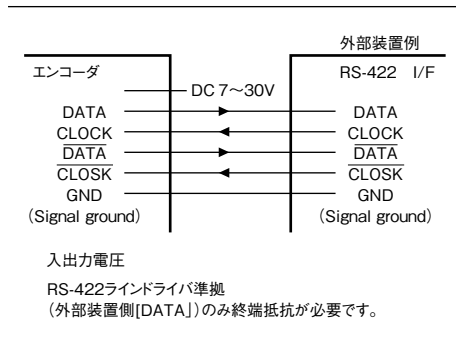 外部装置例
エンコーダ
RS-422 I/F
DC 7～30V
DATA DATA
CLOCK CLOCK
DATA DATA
CLOSK CLOSK
GND GND
(Signal ground) (Signal ground)
入出力電圧
RS-422ラインドライバ準拠
(外部装置側[DATA］)のみ終端抵抗が必要です。